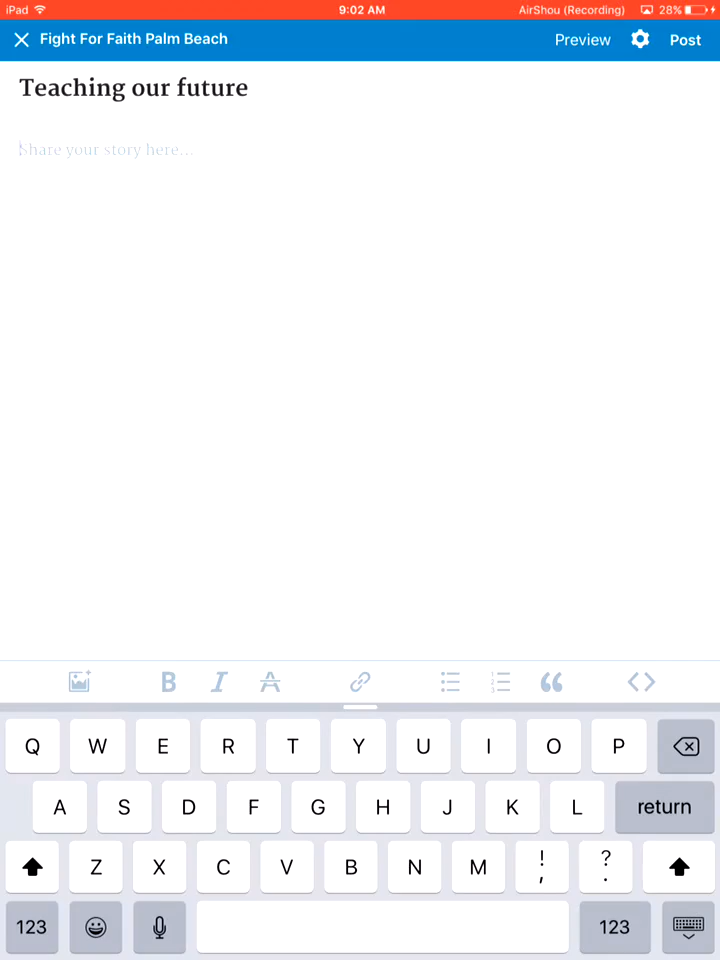 iPad 9:02 AM AirShou (Recording) 28%
Fight For Faith Palm Beach Preview Post
Teaching our future
Share your story here...
B I A
Q W E R T Y U I O P
A S D F G H J K L return
Z X C V B N M ! , ? .
123 123